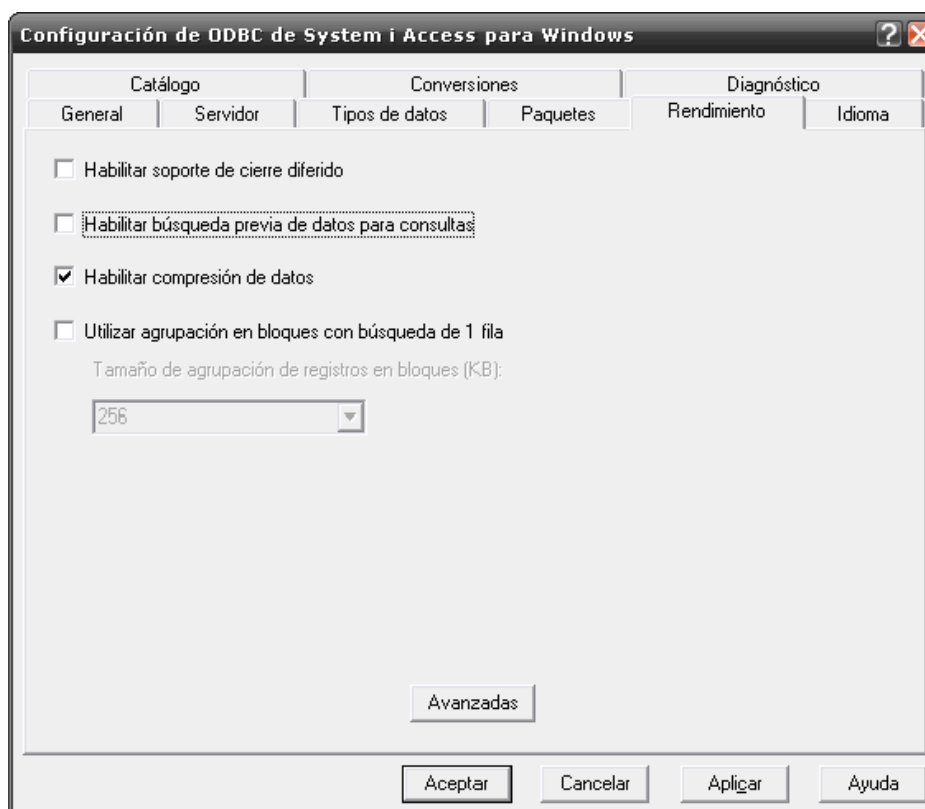 Configuración de ODBC de System i Access para Windows
Catálogo Conversiones Diagnóstico
General Servidor Tipos de datos Paquetes Rendimiento Idioma
Habilitar soporte de cierre diferido
Habilitar búsqueda previa de datos para consultas
Habilitar compresión de datos
Utilizar agrupación en bloques con búsqueda de 1 fila
Tamaño de agrupación de registros en bloques (KB):
256
Avanzadas
Aceptar Cancelar Aplicar Ayuda